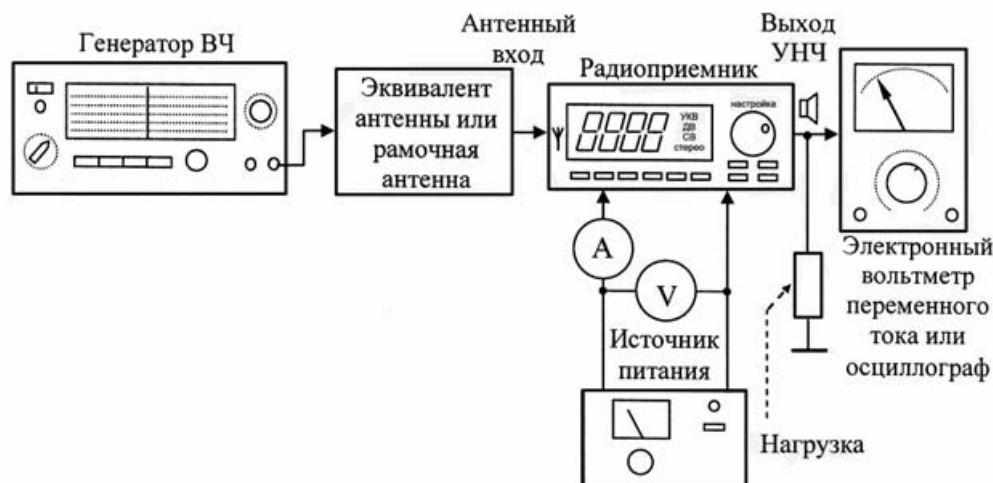 Генератор ВЧ
Эквивалент
антенны или
рамочная
антенна
Антенный
вход
Радиоприемник
8888
УКВ
ДВ
СВ
стерео
настройка
Выход
УНЧ
A
V
Источник
питания
Электронный
вольтметр
переменного
тока или
осциллограф
Нагрузка